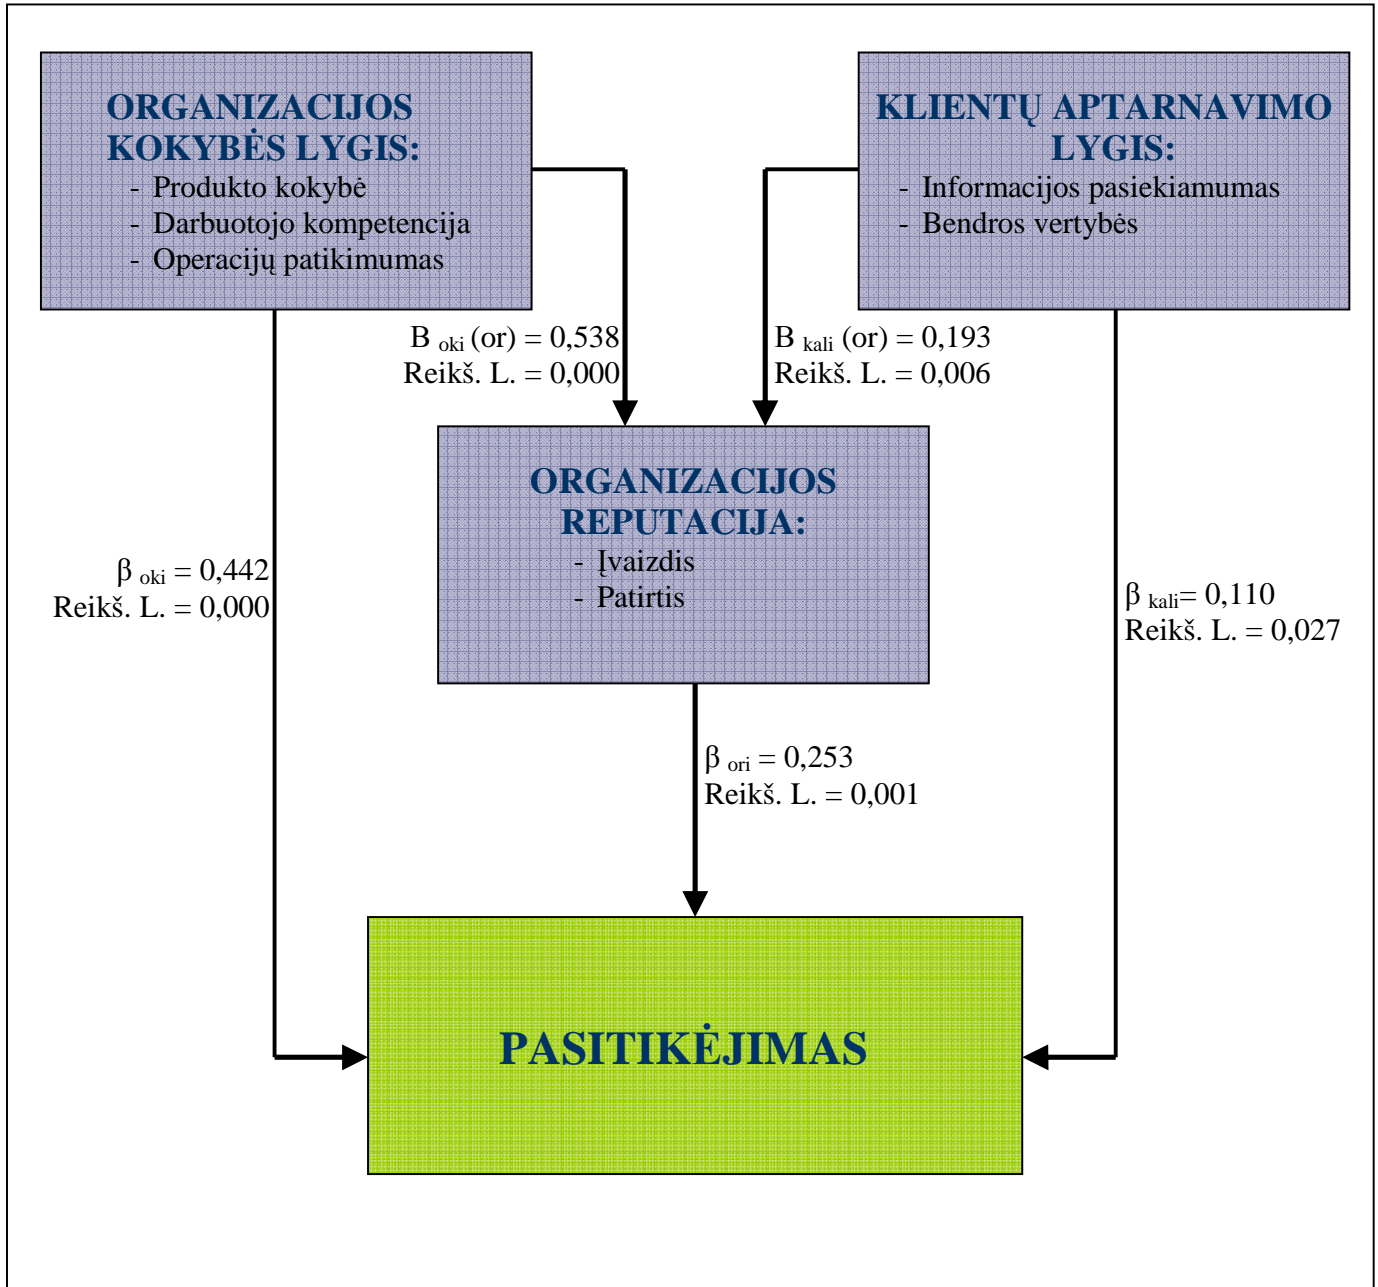 ORGANIZACIJOS
KOKYBĖS LYGIS:
- Produkto kokybė
- Darbuotojo kompetencija
- Operacijų patikimumas
KLIENTŲ APTARNAVIMO
LYGIS:
- Informacijos pasiekiamumas
- Bendros vertybės
B oki (or) = 0,538
Reikš. L. = 0,000
B kali (or) = 0,193
Reikš. L. = 0,006
ORGANIZACIJOS
REPUTACIJA:
- Įvaizdis
- Patirtis
β oki = 0,442
Reikš. L. = 0,000
β kali= 0,110
Reikš. L. = 0,027
β ori = 0,253
Reikš. L. = 0,001
PASITIKĖJIMAS